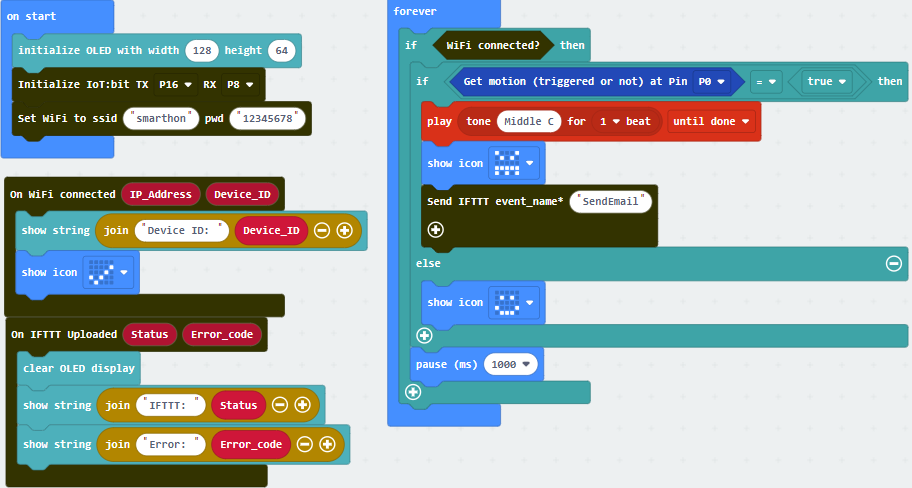 on start
initialize OLED with width 128 height 64
Initialize IoT:bit TX P16 RX P8
Set WiFi to ssid "smarthon" pwd "12345678"
On WiFi connected IP_Address Device_ID
show string join "Device ID: " Device_ID
show icon
On IFTTT Uploaded Status Error_code
clear OLED display
show string join "IFTTT: " Status
show string join "Error: " Error_code
forever
if WiFi connected? then
if Get motion (triggered or not) at Pin P0 = true then
play tone Middle C for 1 beat until done
show icon
Send IFTTT event_name* "SendEmail"
else
show icon
pause (ms) 1000